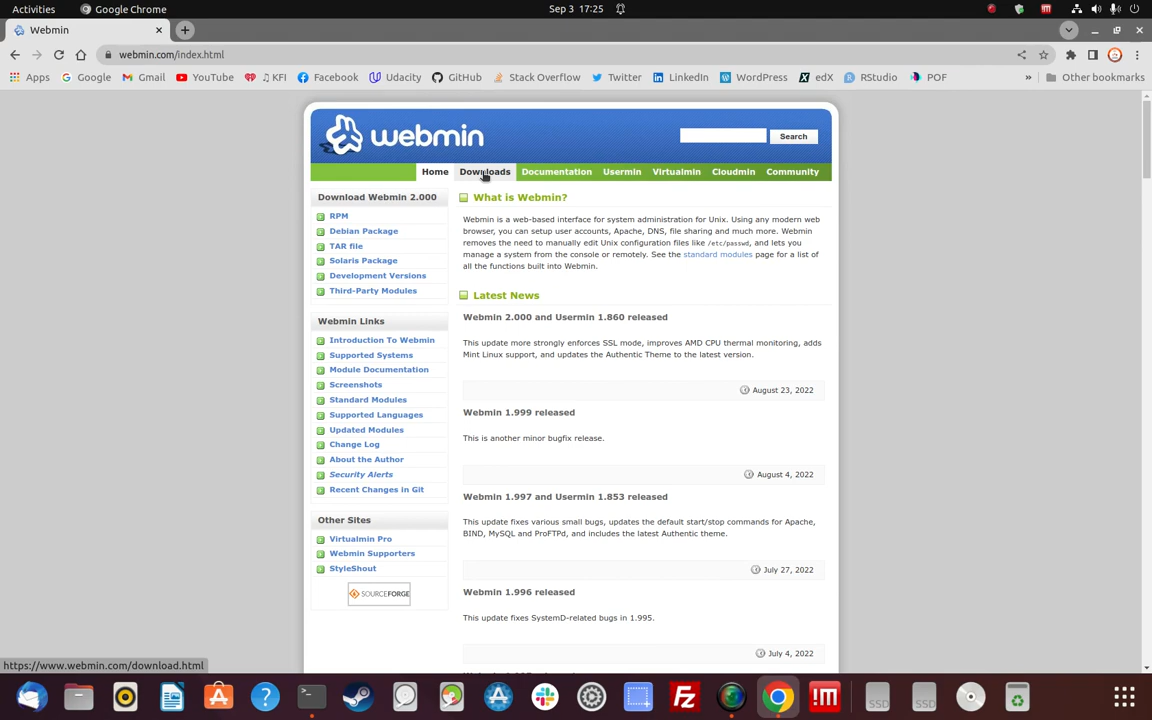 Activities
Google Chrome
Sep 3 17:25
Webmin
webmin.com/index.html
Apps
Google
Gmail
YouTube
KFI
Facebook
Udacity
GitHub
Stack Overflow
Twitter
LinkedIn
WordPress
edX
RStudio
POF
»
Other bookmarks
webmin
Search
Home
Downloads
Documentation
Usermin
Virtualmin
Cloudmin
Community
Download Webmin 2.000
RPM
Debian Package
TAR file
Solaris Package
Development Versions
Third-Party Modules
Webmin Links
Introduction To Webmin
Supported Systems
Module Documentation
Screenshots
Standard Modules
Supported Languages
Updated Modules
Change Log
About the Author
Security Alerts
Recent Changes in Git
Other Sites
Virtualmin Pro
Webmin Supporters
StyleShout
SOURCEFORGE
What is Webmin?
Webmin is a web-based interface for system administration for Unix. Using any modern web
browser, you can setup user accounts, Apache, DNS, file sharing and much more. Webmin
removes the need to manually edit Unix configuration files like /etc/passwd, and lets you
manage a system from the console or remotely. See the standard modules page for a list of
all the functions built into Webmin.
Latest News
Webmin 2.000 and Usermin 1.860 released
This update more strongly enforces SSL mode, improves AMD CPU thermal monitoring, adds
Mint Linux support, and updates the Authentic Theme to the latest version.
August 23, 2022
Webmin 1.999 released
This is another minor bugfix release.
August 4, 2022
Webmin 1.997 and Usermin 1.853 released
This update fixes various small bugs, updates the default start/stop commands for Apache,
BIND, MySQL and ProFTPd, and includes the latest Authentic theme.
July 27, 2022
Webmin 1.996 released
This update fixes SystemD-related bugs in 1.995.
July 4, 2022
https://www.webmin.com/download.html
SSD
SSD